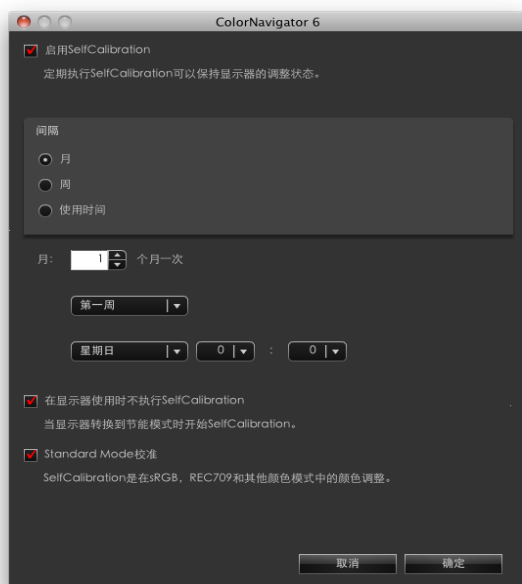 ColorNavigator 6
启用SelfCalibration
定期执行SelfCalibration可以保持显示器的调整状态。
间隔
月
周
使用时间
月: 1 个月一次
第一周
星期日 0 : 0
在显示器使用时不执行SelfCalibration
当显示器转换到节能模式时开始SelfCalibration。
Standard Mode校准
SelfCalibration是在sRGB，REC709和其他颜色模式中的颜色调整。
取消 确定